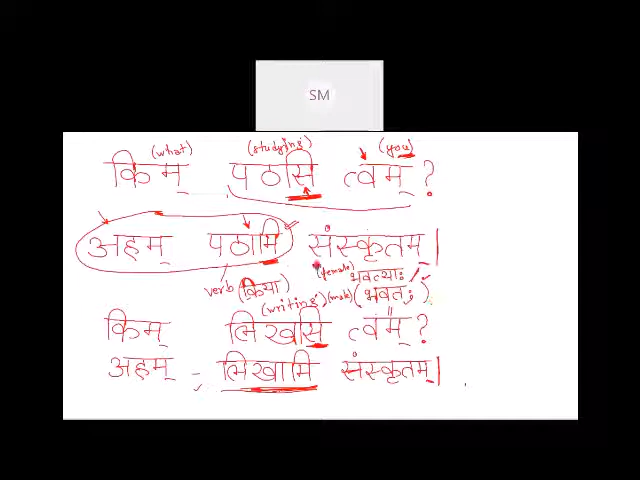 SM
(what) (studying) (you)
किम् पठसि त्वम् ?
अहम् पठामि संस्कृतम् |
verb (क्रिया) (female) भवत्याः /
(writing) (male) (भवतः)
किम् लिखसि त्वम् ?
अहम् लिखामि संस्कृतम् |